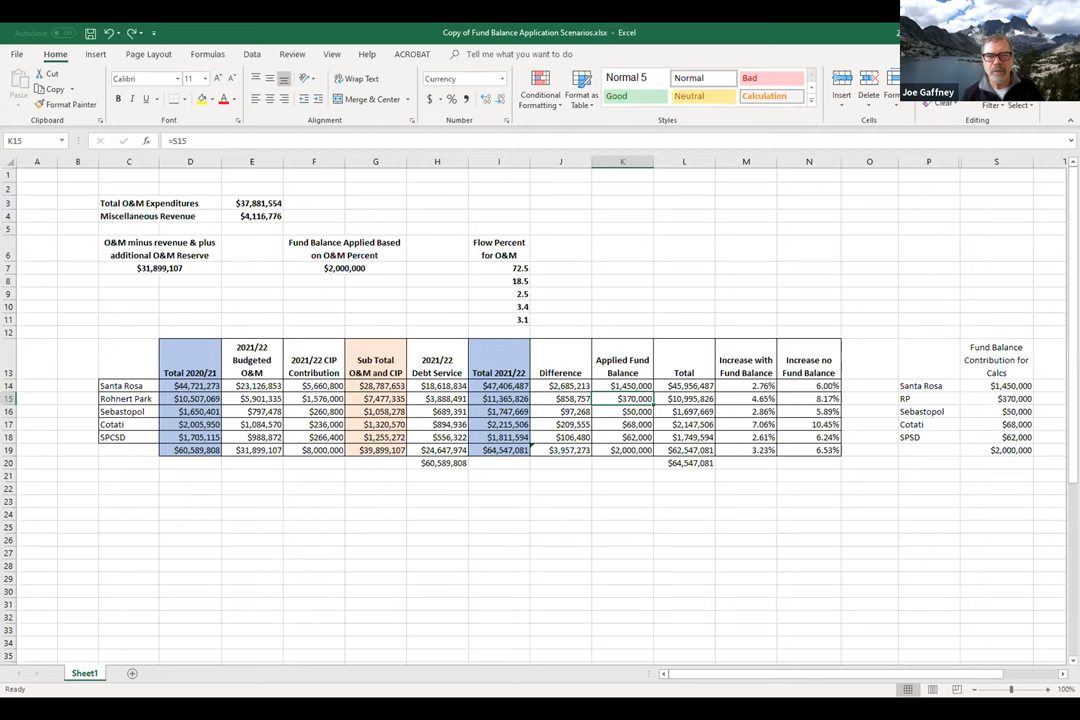 AutoSave Off
Copy of Fund Balance Application Scenarios.xlsx - Excel
File Home Insert Page Layout Formulas Data Review View Help ACROBAT Tell me what you want to do
Cut
Copy
Paste
Format Painter
Clipboard
Calibri 11
B I U
Font
Wrap Text
Merge & Center
Alignment
Currency
$ % ,
Number
Conditional Formatting
Format as Table
Normal 5 Normal Bad
Good Neutral Calculation
Styles
Insert Delete
Cells
Clear
Filter Select
Editing
Joe Gaffney
K15 =S15
A B C D E F G H I J K L M N O P S
Total O&M Expenditures $37,881,554
Miscellaneous Revenue $4,116,776
O&M minus revenue & plus additional O&M Reserve
$31,899,107
Fund Balance Applied Based on O&M Percent
$2,000,000
Flow Percent for O&M
72.5
18.5
2.5
3.4
3.1
Total 2020/21 2021/22 Budgeted O&M 2021/22 CIP Contribution Sub Total O&M and CIP 2021/22 Debt Service Total 2021/22 Difference Applied Fund Balance Total Increase with Fund Balance Increase no Fund Balance Fund Balance Contribution for Calcs
14 Santa Rosa $44,721,273 $23,126,853 $5,660,800 $28,787,653 $18,618,834 $47,406,487 $2,685,213 $1,450,000 $45,956,487 2.76% 6.00% Santa Rosa $1,450,000
15 Rohnert Park $10,507,069 $5,901,335 $1,576,000 $7,477,335 $3,888,491 $11,365,826 $858,757 $370,000 $10,995,826 4.65% 8.17% RP $370,000
16 Sebastopol $1,650,401 $797,478 $260,800 $1,058,278 $689,391 $1,747,669 $97,268 $50,000 $1,697,669 2.86% 5.89% Sebastopol $50,000
17 Cotati $2,005,950 $1,084,570 $236,000 $1,320,570 $894,936 $2,215,506 $209,555 $68,000 $2,147,506 7.06% 10.45% Cotati $68,000
18 SPCSD $1,705,115 $988,872 $266,400 $1,255,272 $556,322 $1,811,594 $106,480 $62,000 $1,749,594 2.61% 6.24% SPSD $62,000
19 $60,589,808 $31,899,107 $8,000,000 $39,899,107 $24,647,974 $64,547,081 $3,957,273 $2,000,000 $62,547,081 3.23% 6.53% $2,000,000
20 $60,589,808 $64,547,081
Sheet1
Ready
100%